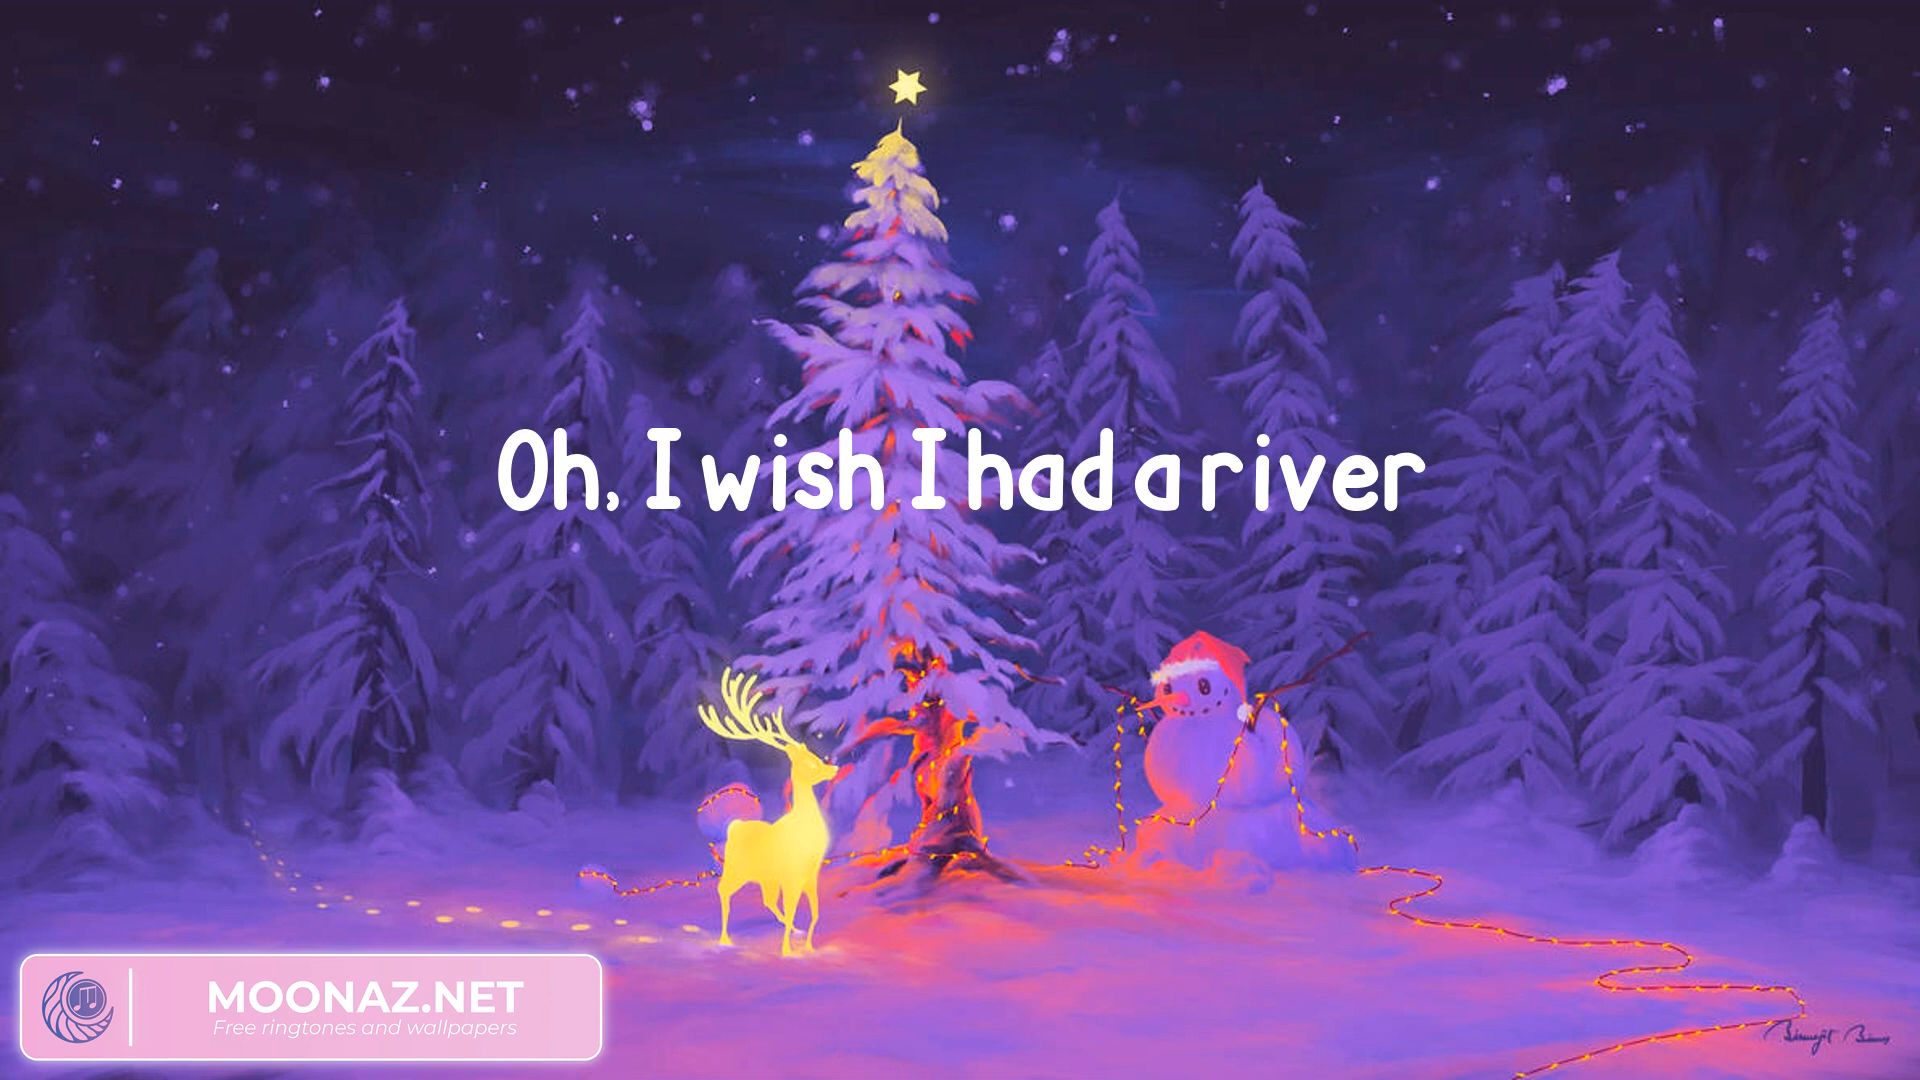 Oh, I wish I had a river
MOONAZ.NET
Free ringtones and wallpapers